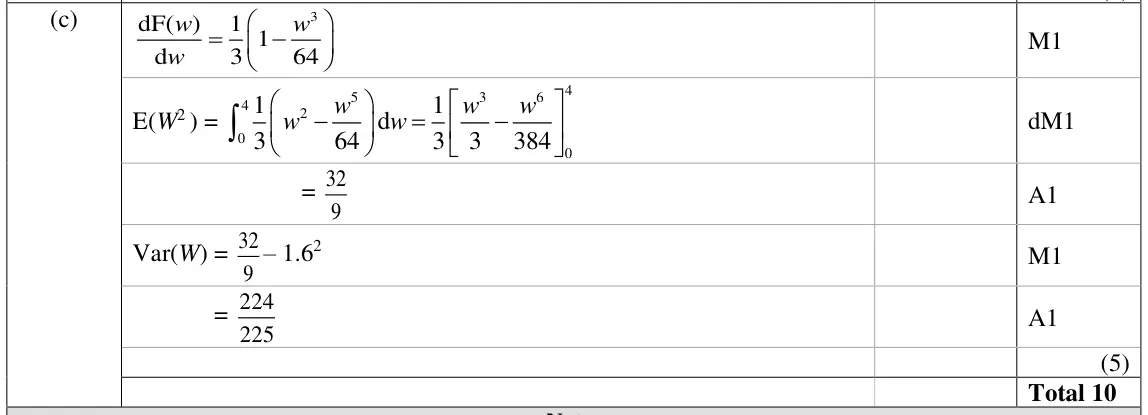 (c) dF(w)/dw = 1/3 (1 − w³/64) M1
E(W²) = ∫₀⁴ 1/3 (w² − w⁵/64) dw = 1/3 [w³/3 − w⁶/384]₀⁴ dM1
= 32/9 A1
Var(W) = 32/9 – 1.6² M1
= 224/225 A1
(5)
Total 10